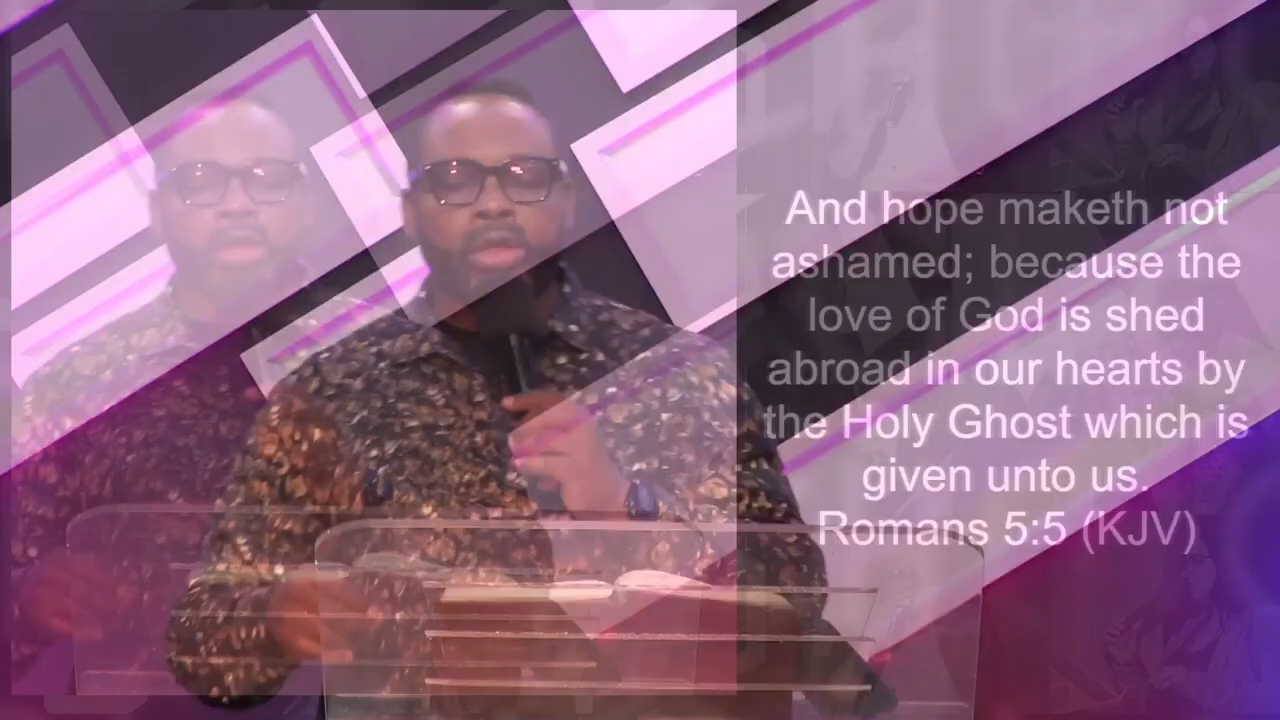 And hope maketh not
ashamed; because the
love of God is shed
abroad in our hearts by
the Holy Ghost which is
given unto us.
Romans 5:5 (KJV)